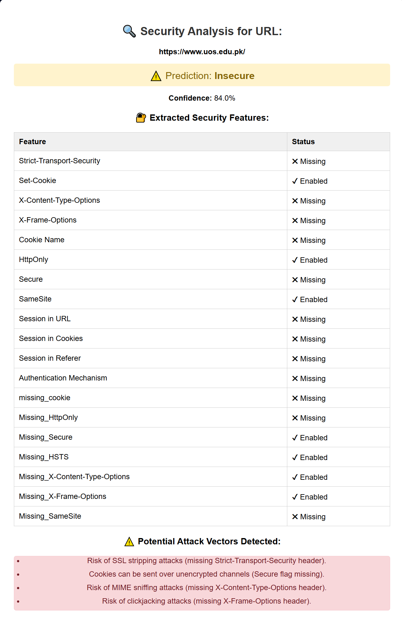 🔍 Security Analysis for URL:
https://www.uos.edu.pk/
⚠️ Prediction: Insecure
Confidence: 84.0%
🔐 Extracted Security Features:
Feature Status
Strict-Transport-Security ❌ Missing
Set-Cookie ✔ Enabled
X-Content-Type-Options ❌ Missing
X-Frame-Options ❌ Missing
Cookie Name ❌ Missing
HttpOnly ✔ Enabled
Secure ❌ Missing
SameSite ✔ Enabled
Session in URL ❌ Missing
Session in Cookies ❌ Missing
Session in Referer ❌ Missing
Authentication Mechanism ❌ Missing
missing_cookie ❌ Missing
Missing_HttpOnly ❌ Missing
Missing_Secure ✔ Enabled
Missing_HSTS ✔ Enabled
Missing_X-Content-Type-Options ✔ Enabled
Missing_X-Frame-Options ✔ Enabled
Missing_SameSite ❌ Missing
⚠️ Potential Attack Vectors Detected:
• Risk of SSL stripping attacks (missing Strict-Transport-Security header).
• Cookies can be sent over unencrypted channels (Secure flag missing).
• Risk of MIME sniffing attacks (missing X-Content-Type-Options header).
• Risk of clickjacking attacks (missing X-Frame-Options header).